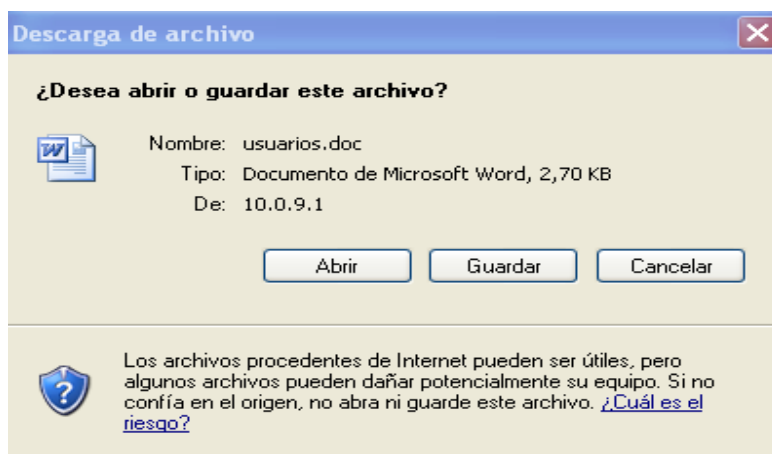 Descarga de archivo
¿Desea abrir o guardar este archivo?
Nombre: usuarios.doc
Tipo: Documento de Microsoft Word, 2,70 KB
De: 10.0.9.1
Abrir Guardar Cancelar
Los archivos procedentes de Internet pueden ser útiles, pero
algunos archivos pueden dañar potencialmente su equipo. Si no
confía en el origen, no abra ni guarde este archivo. ¿Cuál es el
riesgo?